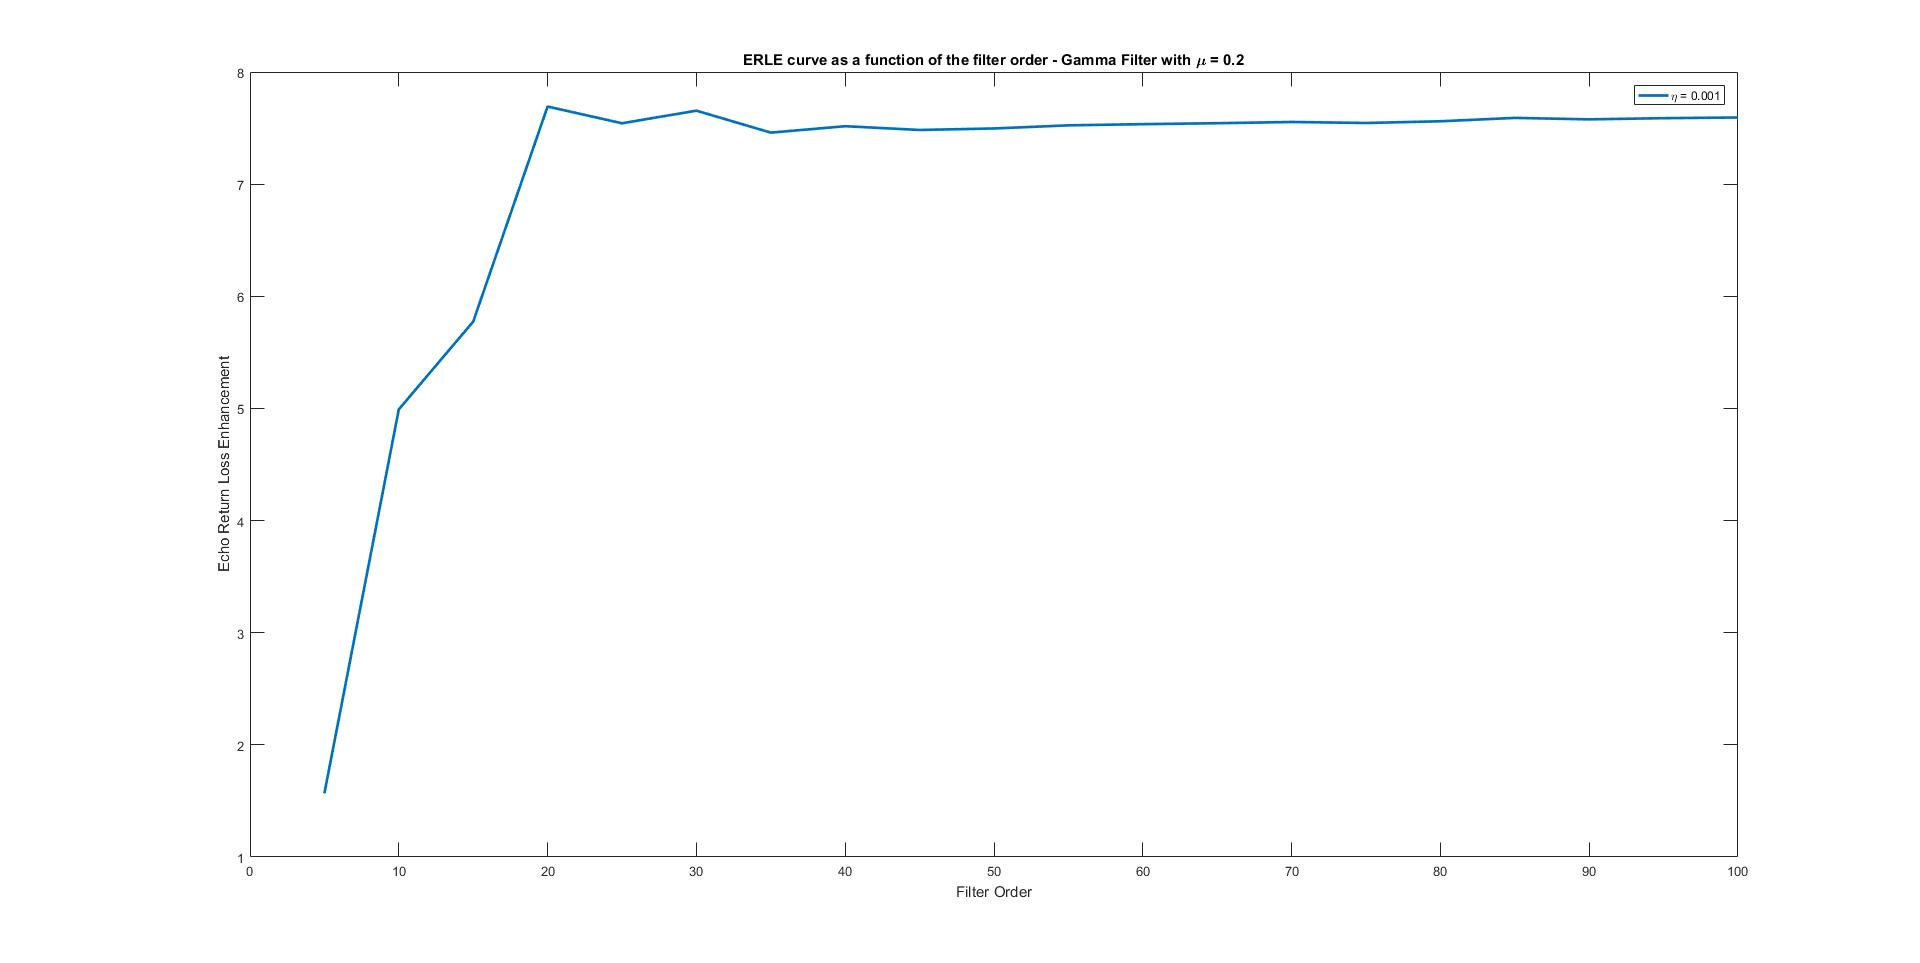 ERLE curve as a function of the filter order - Gamma Filter with μ = 0.2
η = 0.001
8
7
6
5
4
3
2
1
Echo Return Loss Enhancement
0 10 20 30 40 50 60 70 80 90 100
Filter Order